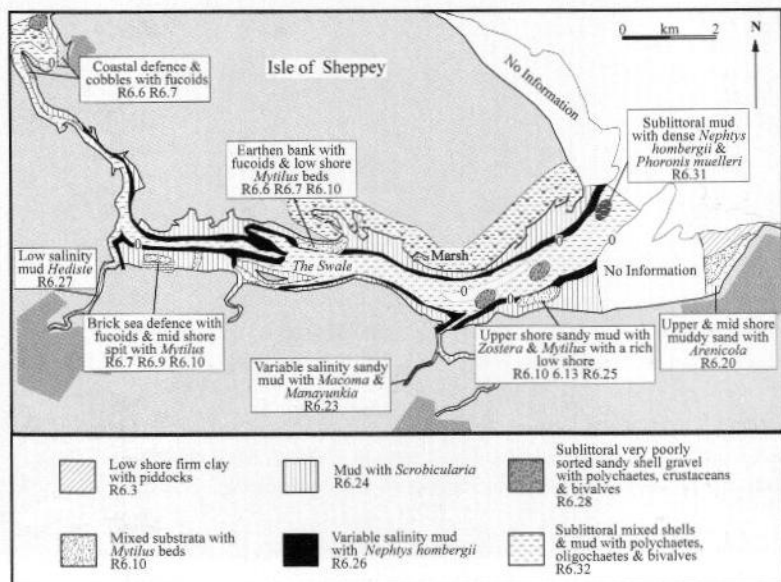 0 km 2
N
Isle of Sheppey
No Information
Coastal defence &
cobbles with fucoids
R6.6 R6.7
0
Sublittoral mud
with dense Nephtys
hombergii &
Phoronis muelleri
R6.31
Earthen bank with
fucoids & low shore
Mytilus beds
R6.6 R6.7 R6.10
Low salinity
mud Hediste
R6.27
0
The Swale
Marsh
0
0
0
0
No Information
Brick sea defence with
fucoids & mid shore
spit with Mytilus
R6.7 R6.9 R6.10
Variable salinity sandy
mud with Macoma &
Manayunkia
R6.23
Upper shore sandy mud with
Zostera & Mytilus with a rich
low shore
R6.10 6.13 R6.25
Upper & mid shore
muddy sand with
Arenicola
R6.20
Low shore firm clay
with piddocks
R6.3
Mud with Scrobicularia
R6.24
Sublittoral very poorly
sorted sandy shell gravel
with polychaetes, crustaceans
& bivalves
R6.28
Mixed substrata with
Mytilus beds
R6.10
Variable salinity mud
with Nephtys hombergii
R6.26
Sublittoral mixed shells
& mud with polychaetes,
oligochaetes & bivalves
R6.32